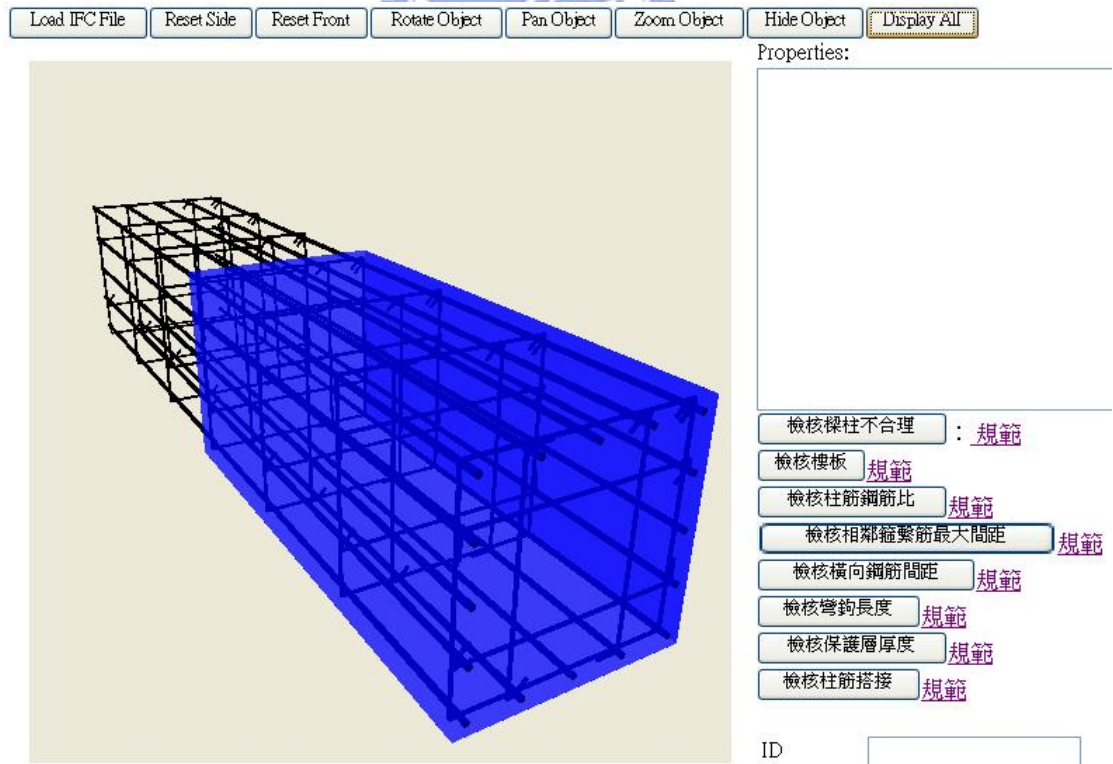 Load IFC File Reset Side Reset Front Rotate Object Pan Object Zoom Object Hide Object Display All
Properties:
檢核樑柱不合理 : 規範
檢核樓板 規範
檢核柱筋鋼筋比 規範
檢核相鄰箍繫筋最大間距 規範
檢核橫向鋼筋間距 規範
檢核彎鉤長度 規範
檢核保護層厚度 規範
檢核柱筋搭接 規範
ID